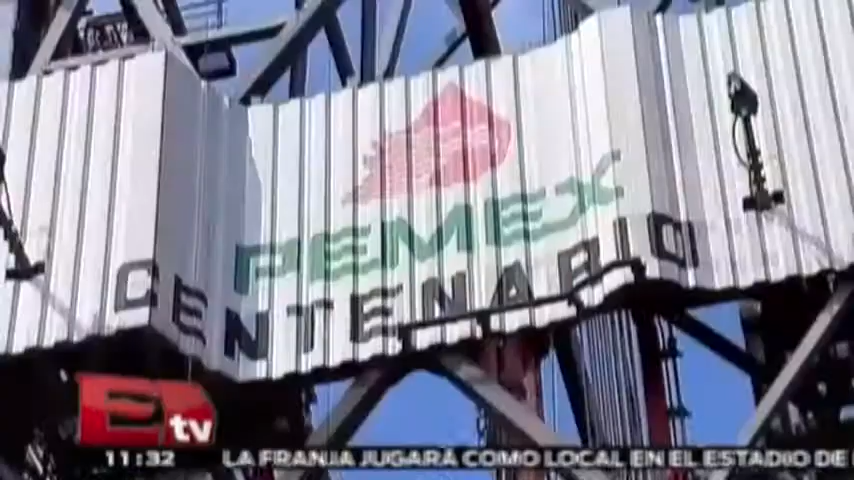 PEMEX
CENTENARIO
E tv
11:32 LA FRANJA JUGARÁ COMO LOCAL EN EL ESTADIO DE